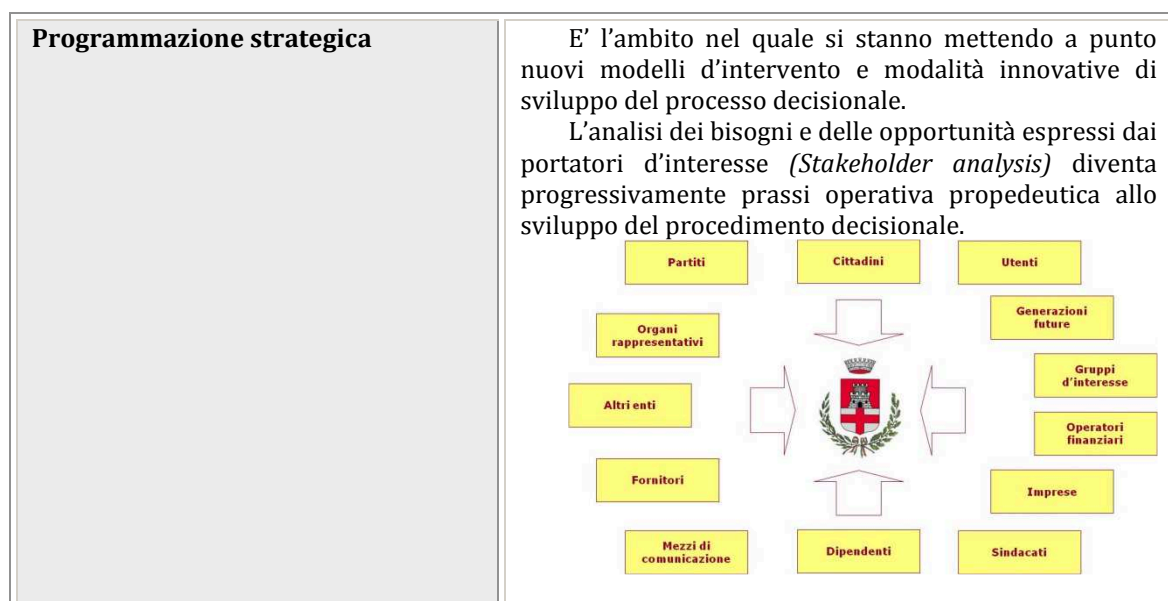 Programmazione strategica
E’ l’ambito nel quale si stanno mettendo a punto
nuovi modelli d’intervento e modalità innovative di
sviluppo del processo decisionale.
L’analisi dei bisogni e delle opportunità espressi dai
portatori d’interesse (Stakeholder analysis) diventa
progressivamente prassi operativa propedeutica allo
sviluppo del procedimento decisionale.
Partiti
Cittadini
Utenti
Generazioni
future
Organi
rappresentativi
Gruppi
d’interesse
Altri enti
Operatori
finanziari
Fornitori
Imprese
Mezzi di
comunicazione
Dipendenti
Sindacati